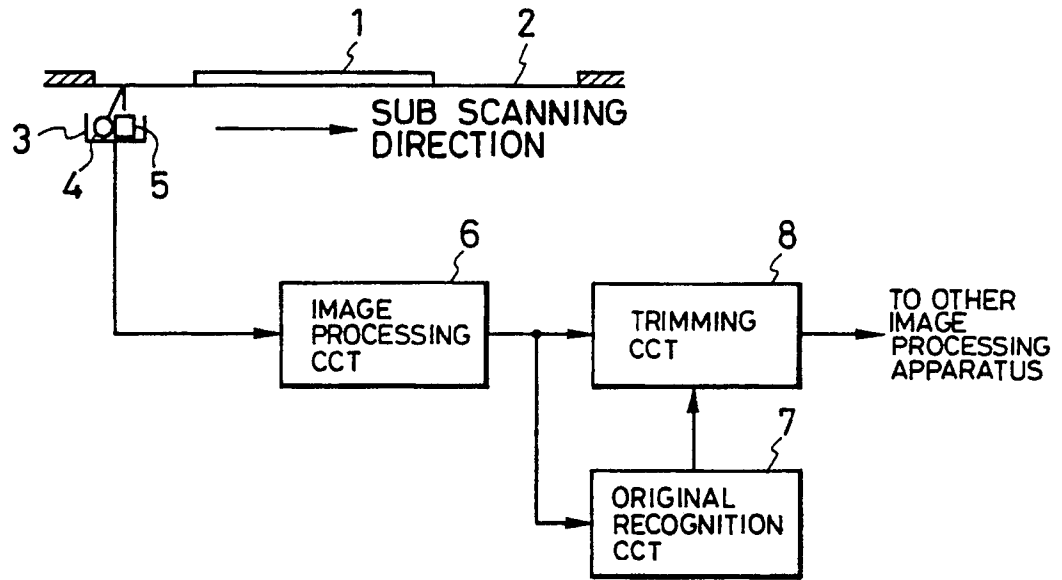 1
2
SUB SCANNING
DIRECTION
3
4
5
6
8
IMAGE
PROCESSING
CCT
TRIMMING
CCT
TO OTHER
IMAGE
PROCESSING
APPARATUS
7
ORIGINAL
RECOGNITION
CCT